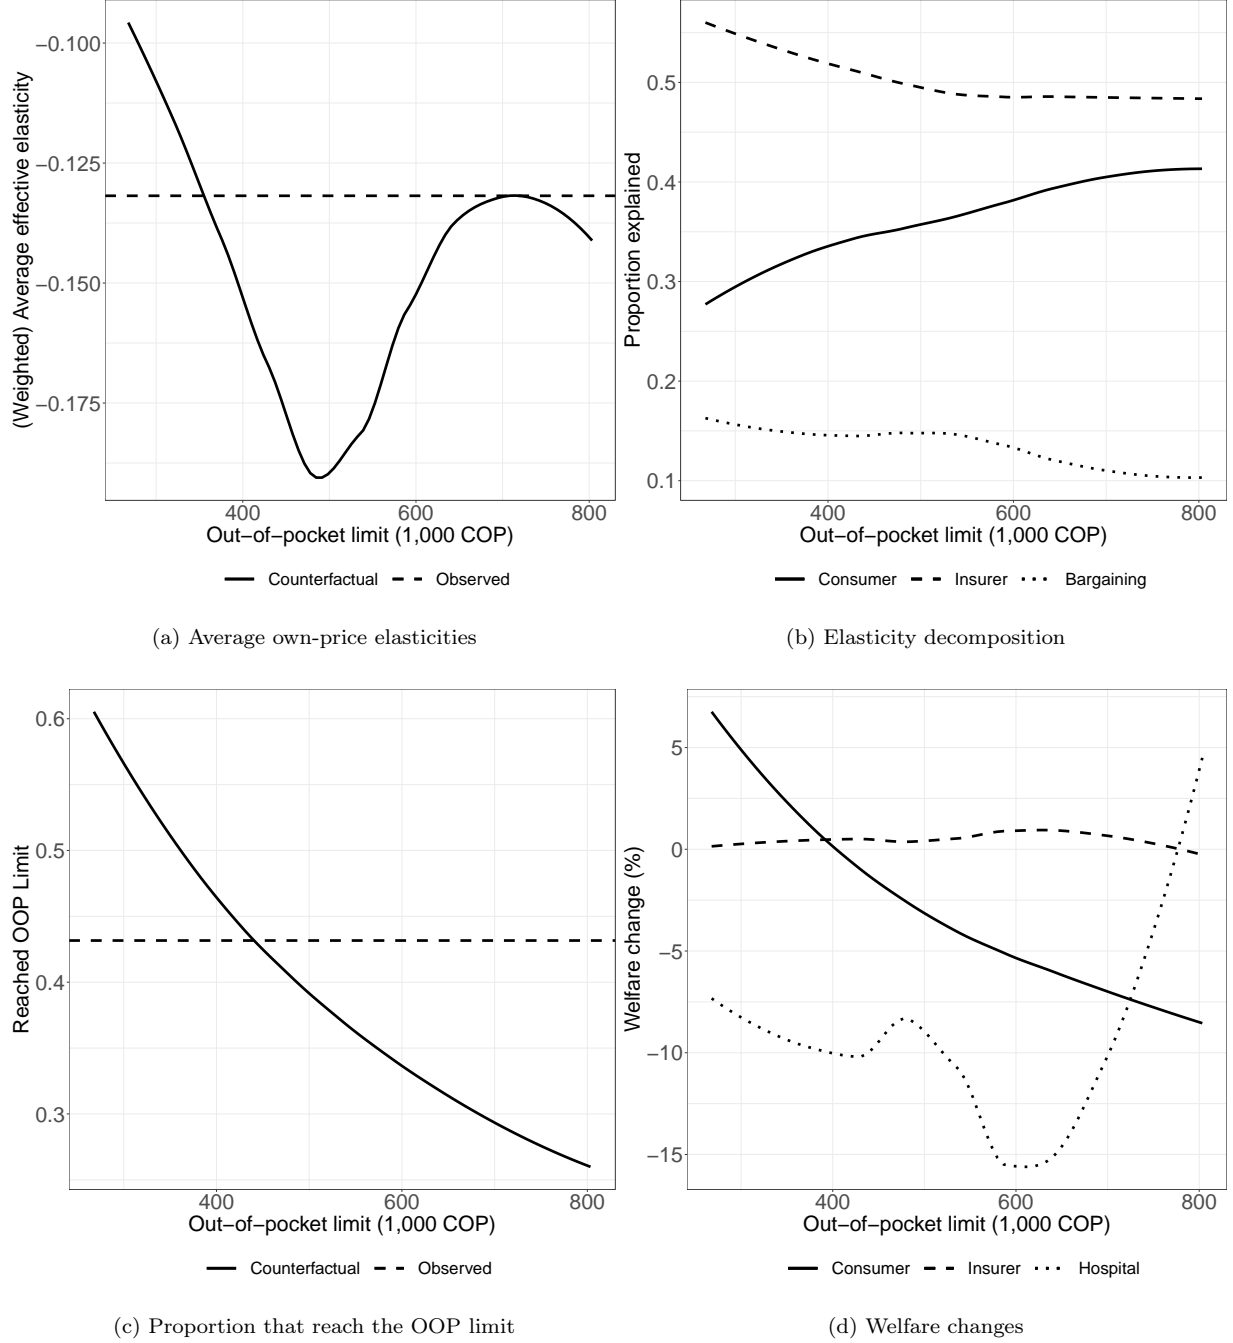 (Weighted) Average effective elasticity
−0.100
−0.125
−0.150
−0.175
400 600 800
Out−of−pocket limit (1,000 COP)
Counterfactual Observed
(a) Average own-price elasticities
Proportion explained
0.5
0.4
0.3
0.2
0.1
400 600 800
Out−of−pocket limit (1,000 COP)
Consumer Insurer Bargaining
(b) Elasticity decomposition
Reached OOP Limit
0.6
0.5
0.4
0.3
400 600 800
Out−of−pocket limit (1,000 COP)
Counterfactual Observed
(c) Proportion that reach the OOP limit
Welfare change (%)
5
0
−5
−10
−15
400 600 800
Out−of−pocket limit (1,000 COP)
Consumer Insurer Hospital
(d) Welfare changes